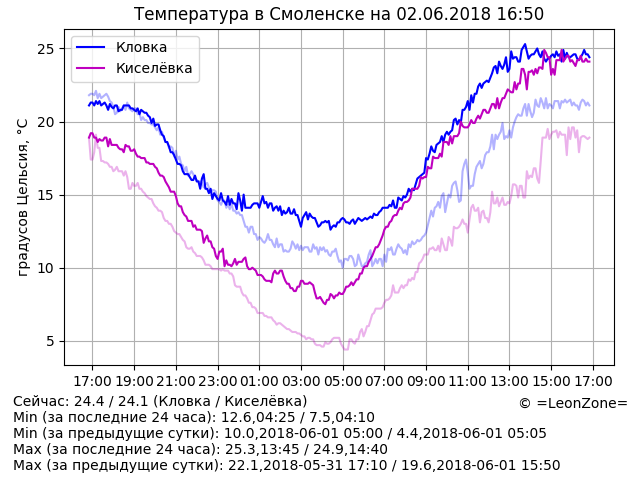 Температура в Смоленске на 02.06.2018 16:50
Кловка
Киселёвка
градусов Цельсия, °C
25
20
15
10
5
17:00 19:00 21:00 23:00 01:00 03:00 05:00 07:00 09:00 11:00 13:00 15:00 17:00
Сейчас: 24.4 / 24.1 (Кловка / Киселёвка)
© =LeonZone=
Min (за последние 24 часа): 12.6,04:25 / 7.5,04:10
Min (за предыдущие сутки): 10.0,2018-06-01 05:00 / 4.4,2018-06-01 05:05
Max (за последние 24 часа): 25.3,13:45 / 24.9,14:40
Max (за предыдущие сутки): 22.1,2018-05-31 17:10 / 19.6,2018-06-01 15:50